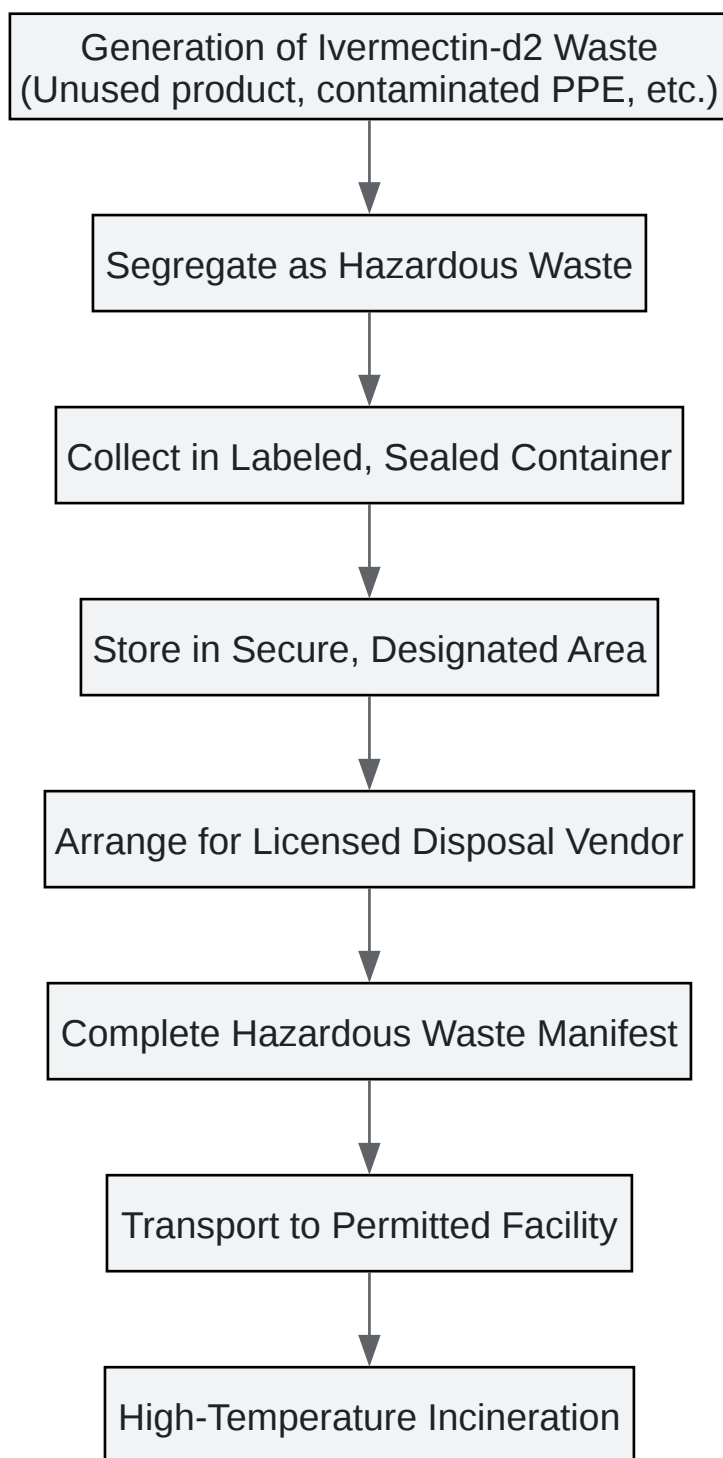 Generation of Ivermectin-d2 Waste
(Unused product, contaminated PPE, etc.)
Segregate as Hazardous Waste
Collect in Labeled, Sealed Container
Store in Secure, Designated Area
Arrange for Licensed Disposal Vendor
Complete Hazardous Waste Manifest
Transport to Permitted Facility
High-Temperature Incineration